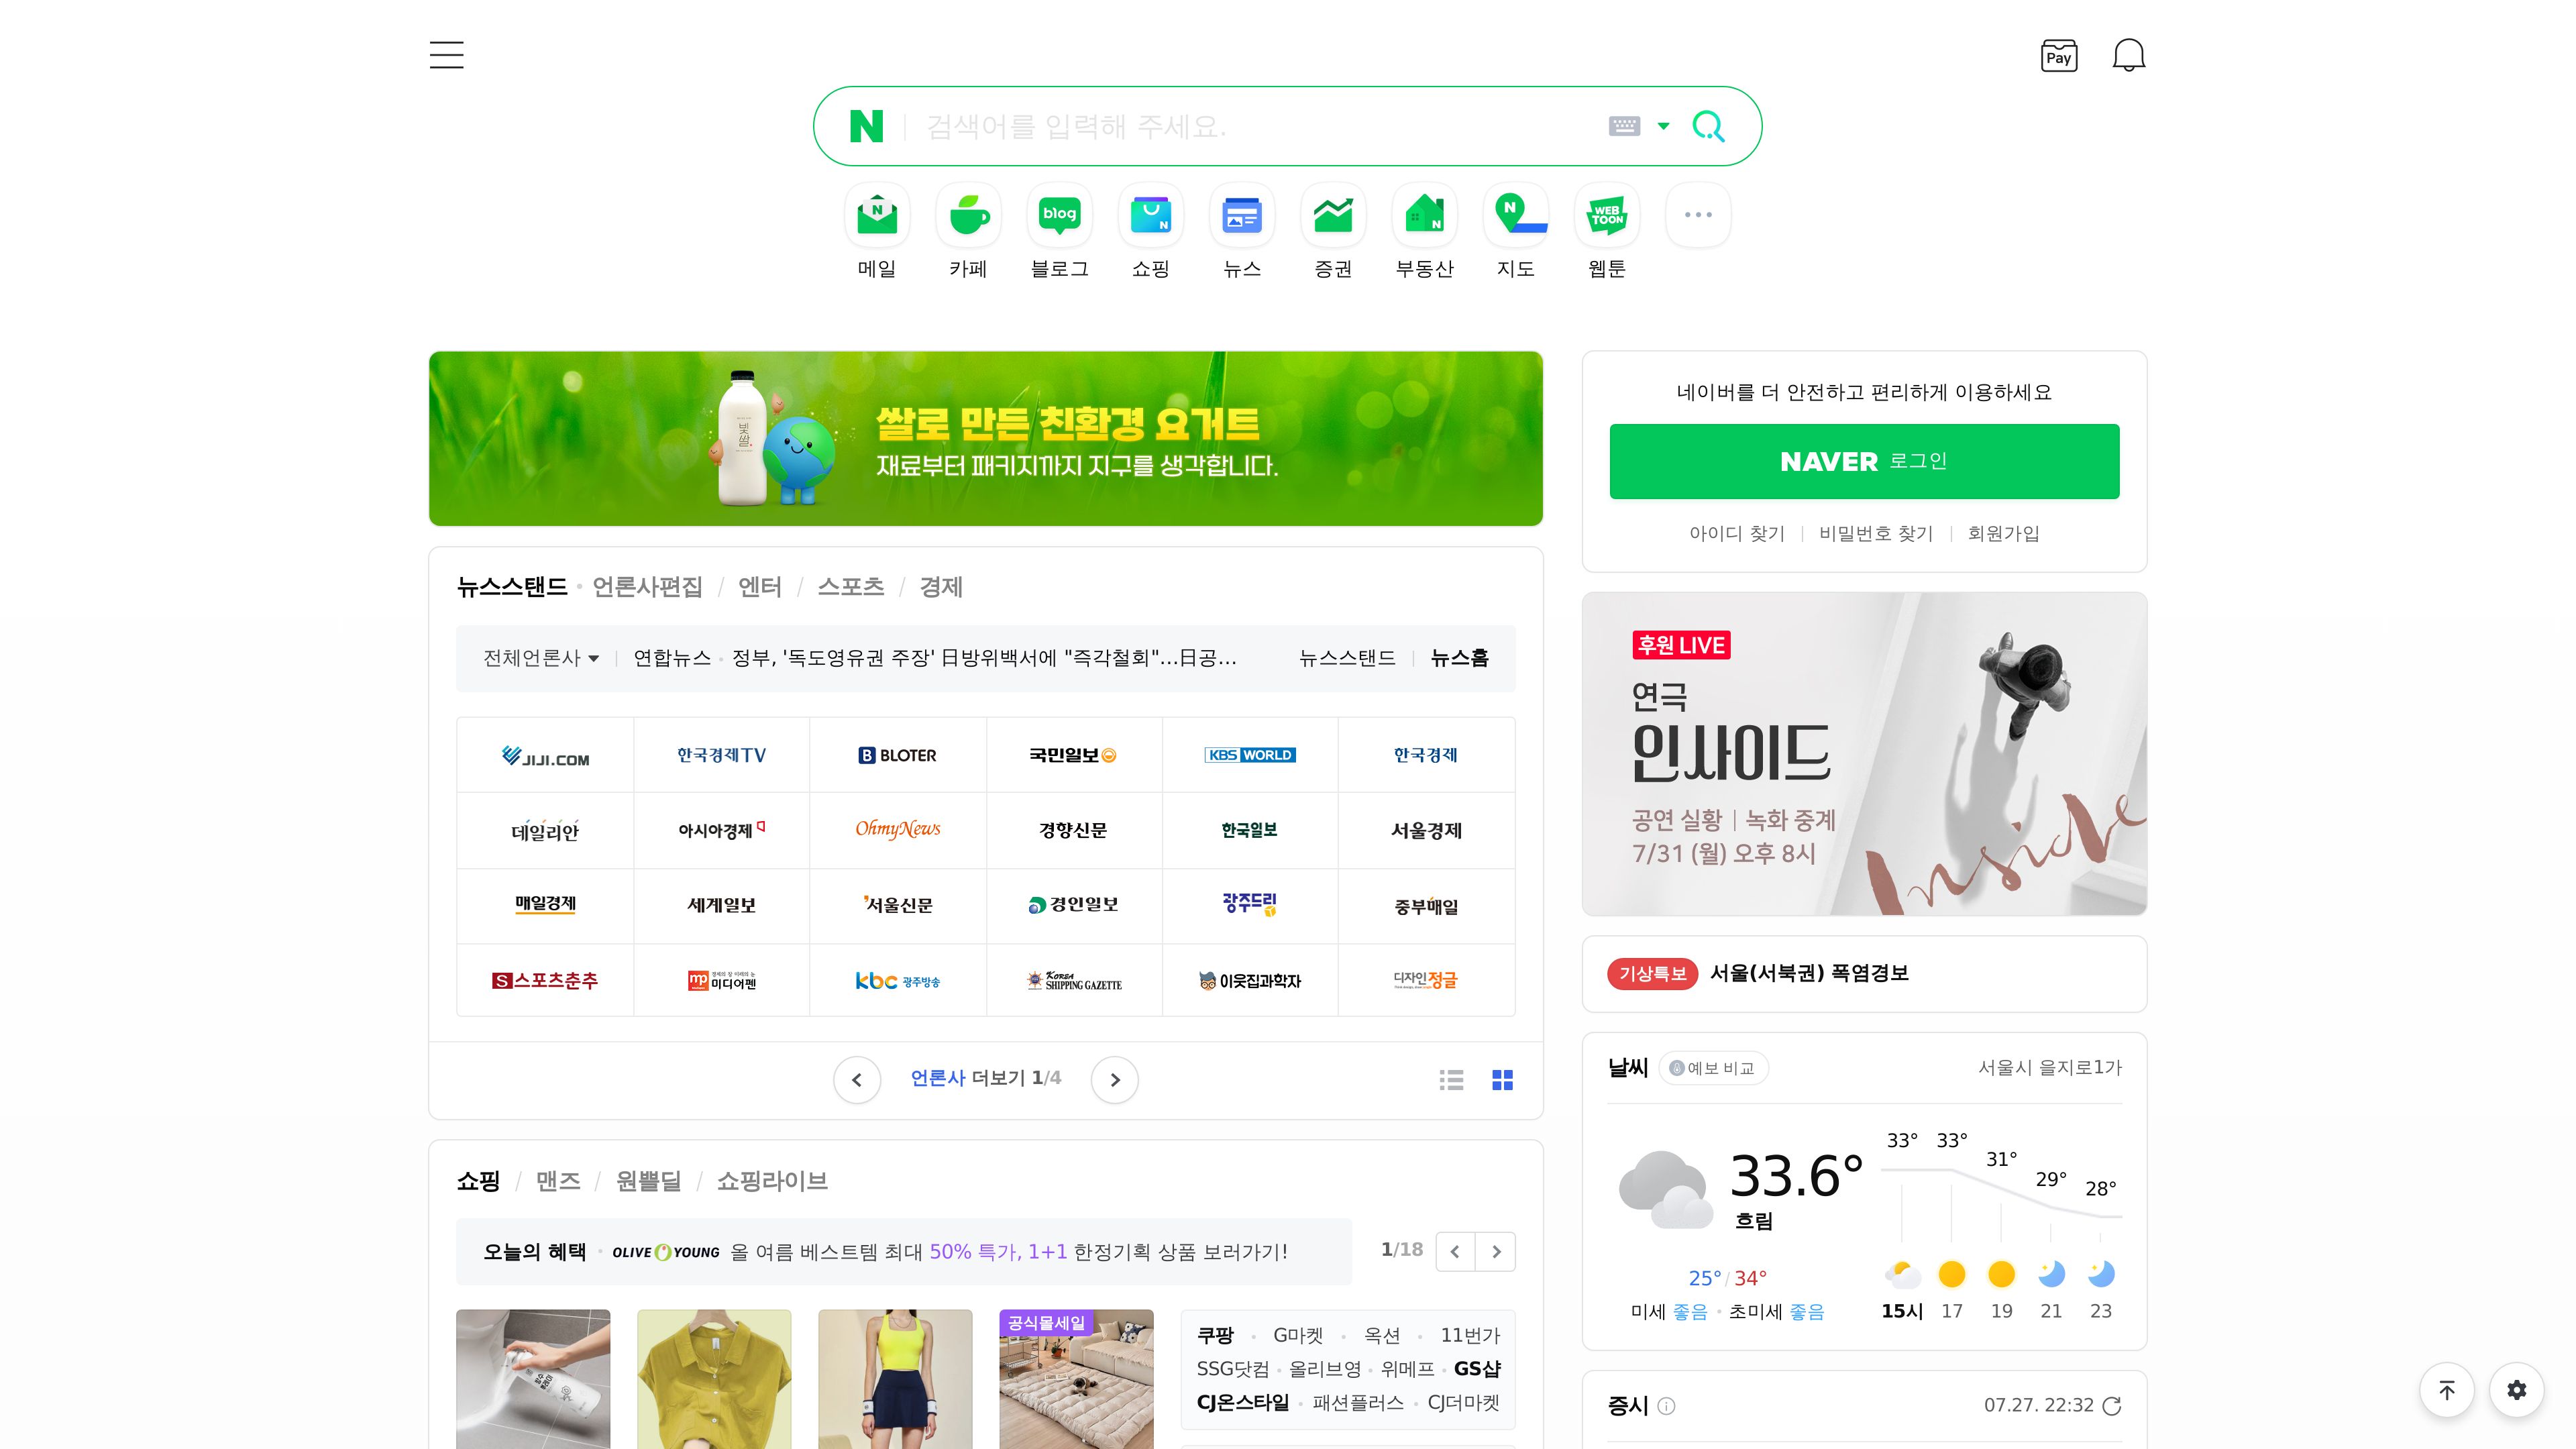 Pay
N
검색어를 입력해 주세요.
N blog N N N WEB TOON
메일 카페 블로그 쇼핑 뉴스 증권 부동산 지도 웹툰
빛쌀
쌀로 만든 친환경 요거트
재료부터 패키지까지 지구를 생각합니다.
네이버를 더 안전하고 편리하게 이용하세요
NAVER 로그인
아이디 찾기 비밀번호 찾기 회원가입
뉴스스탠드 · 언론사편집 / 엔터 / 스포츠 / 경제
전체언론사 연합뉴스 · 정부, '독도영유권 주장' 日방위백서에 "즉각철회"…日공… 뉴스스탠드 뉴스홈
JIJI.COM 한국경제TV B BLOTER 국민일보 KBS WORLD 한국경제
데일리안 아시아경제 OhmyNews 경향신문 한국일보 서울경제
매일경제 세계일보 서울신문 경인일보 광주드리 중부매일
S 스포츠춘추 mp 미디어펜 kbc 광주방송 KOREA SHIPPING GAZETTE 이웃집과학자 디자인정글
언론사 더보기 1/4
후원 LIVE
연극
인사이드
공연 실황 | 녹화 중계
7/31 (월) 오후 8시
Inside
기상특보 서울(서북권) 폭염경보
날씨 예보 비교 서울시 을지로1가
33° 33° 31° 29° 28°
33.6°
흐림
25° / 34°
미세 좋음 · 초미세 좋음
15시 17 19 21 23
쇼핑 / 맨즈 / 원쁠딜 / 쇼핑라이브
오늘의 혜택 · OLIVE YOUNG 올 여름 베스트템 최대 50% 특가, 1+1 한정기획 상품 보러가기!
1/18
공식몰세일
쿠팡 · G마켓 · 옥션 · 11번가
SSG닷컴 · 올리브영 · 위메프 · GS샵
CJ온스타일 · 패션플러스 · CJ더마켓
증시 07.27. 22:32